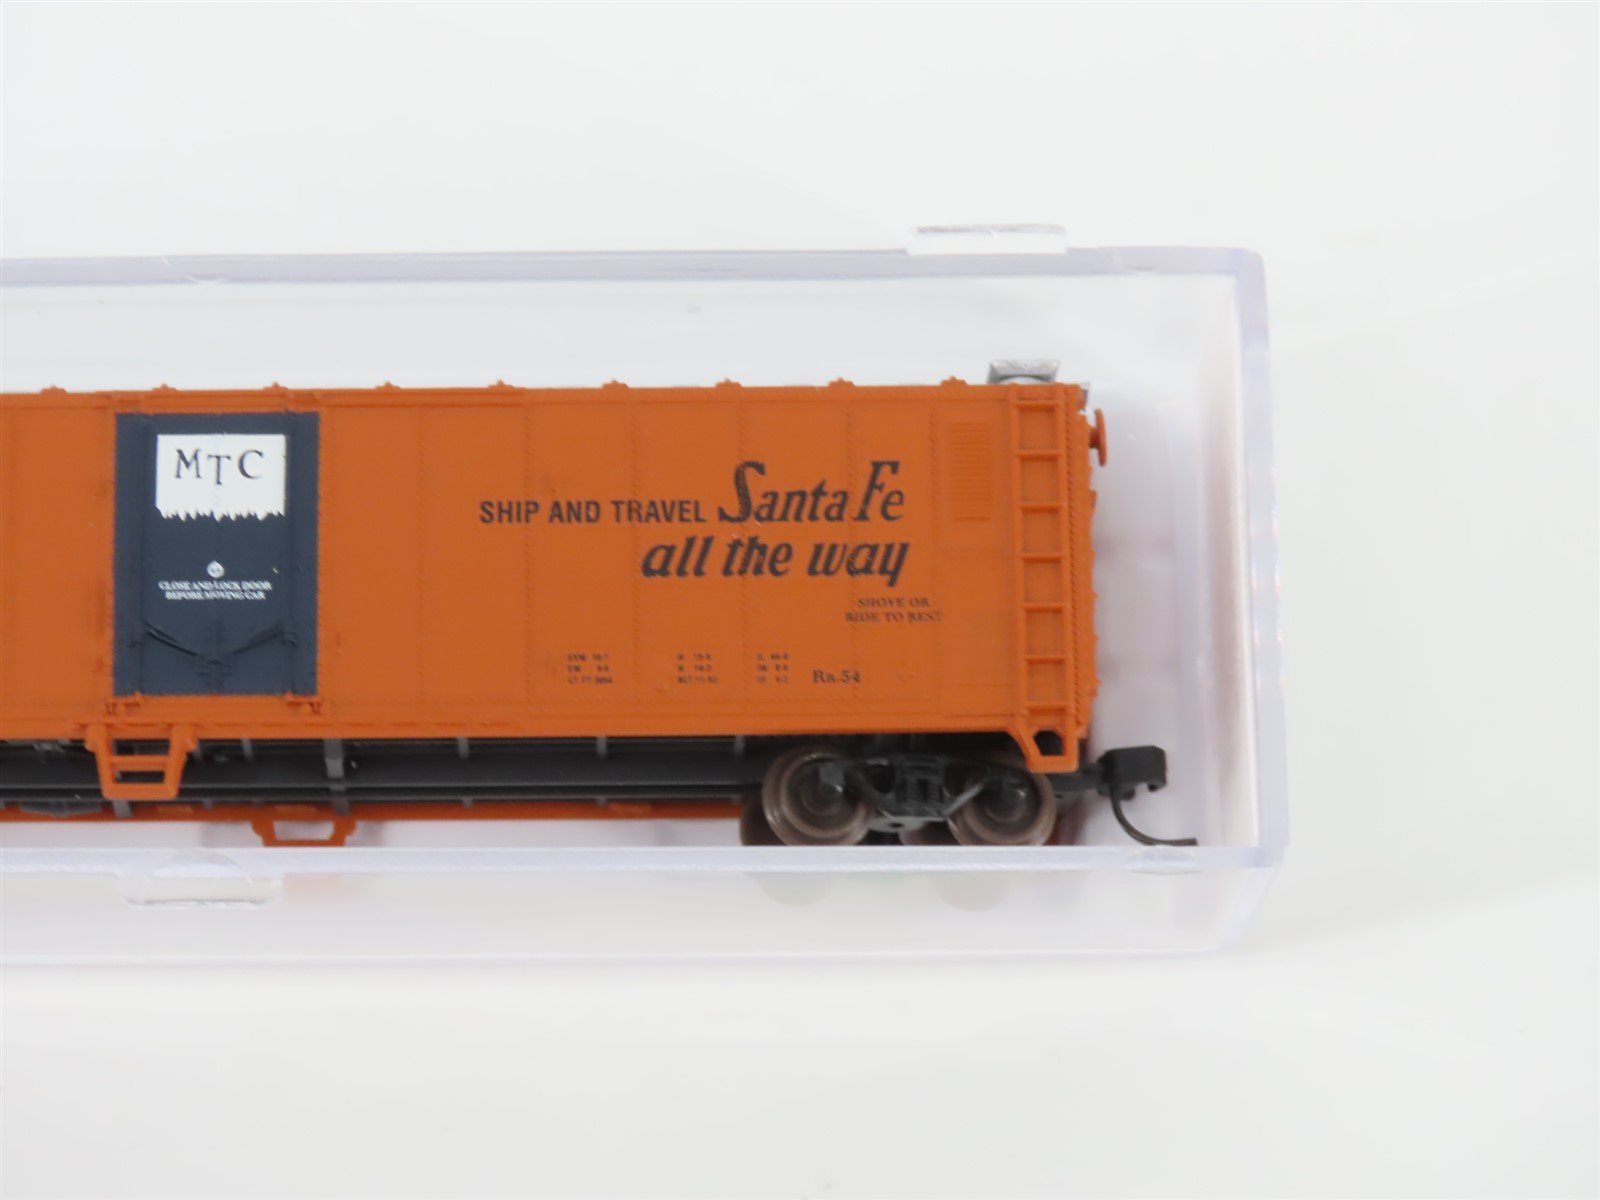 MTC
CLOSE AND LOCK DOOR
BEFORE MOVING CAR
SHIP AND TRAVEL Santa Fe
all the way
SHOVE OR
RIDE TO REST
RR-54